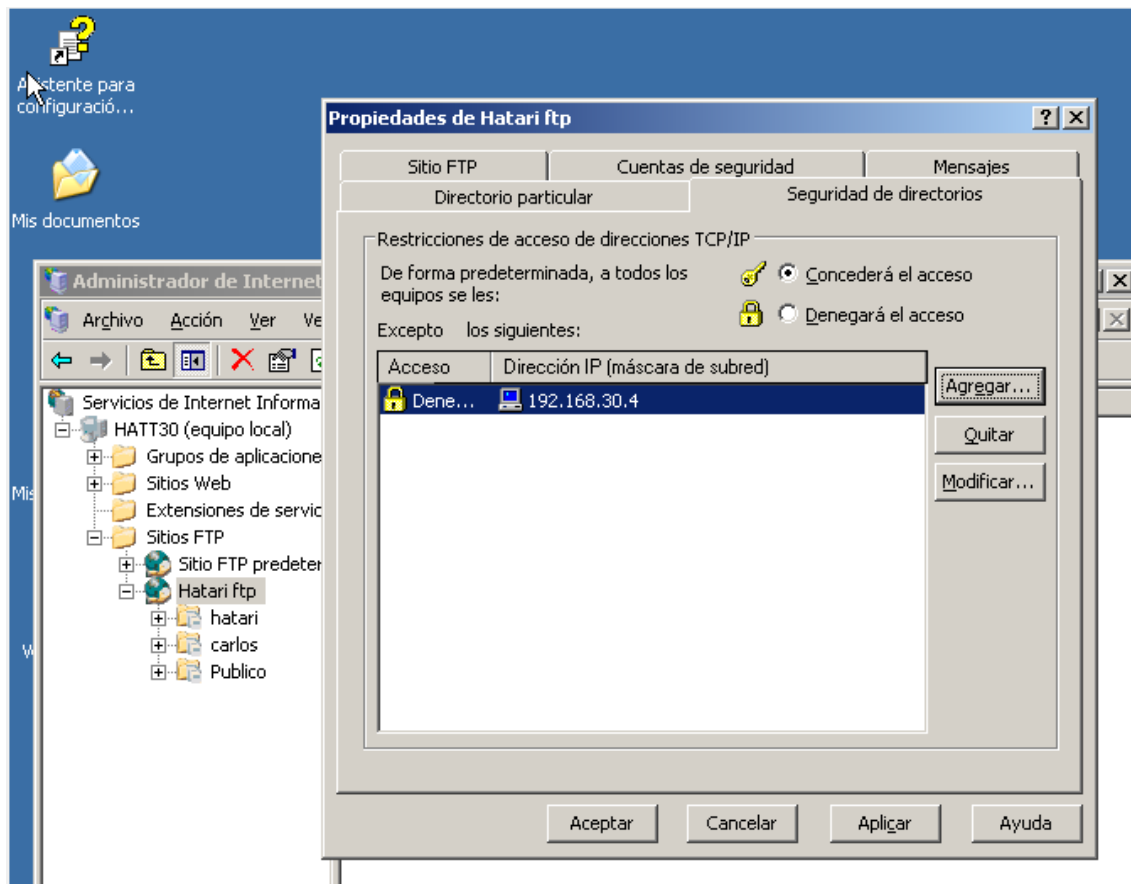 Asistente para
configuració...
Mis documentos
Propiedades de Hatari ftp
Sitio FTP
Cuentas de seguridad
Mensajes
Directorio particular
Seguridad de directorios
Restricciones de acceso de direcciones TCP/IP
De forma predeterminada, a todos los
equipos se les:
Concederá el acceso
Denegará el acceso
Excepto los siguientes:
Acceso
Dirección IP (máscara de subred)
Dene...
192.168.30.4
Agregar...
Quitar
Modificar...
Aceptar
Cancelar
Aplicar
Ayuda
Administrador de Internet
Archivo Acción Ver Ve
Servicios de Internet Informa
HATT30 (equipo local)
Grupos de aplicacione
Sitios Web
Extensiones de servic
Sitios FTP
Sitio FTP predeter
Hatari ftp
hatari
carlos
Publico
Mis
W